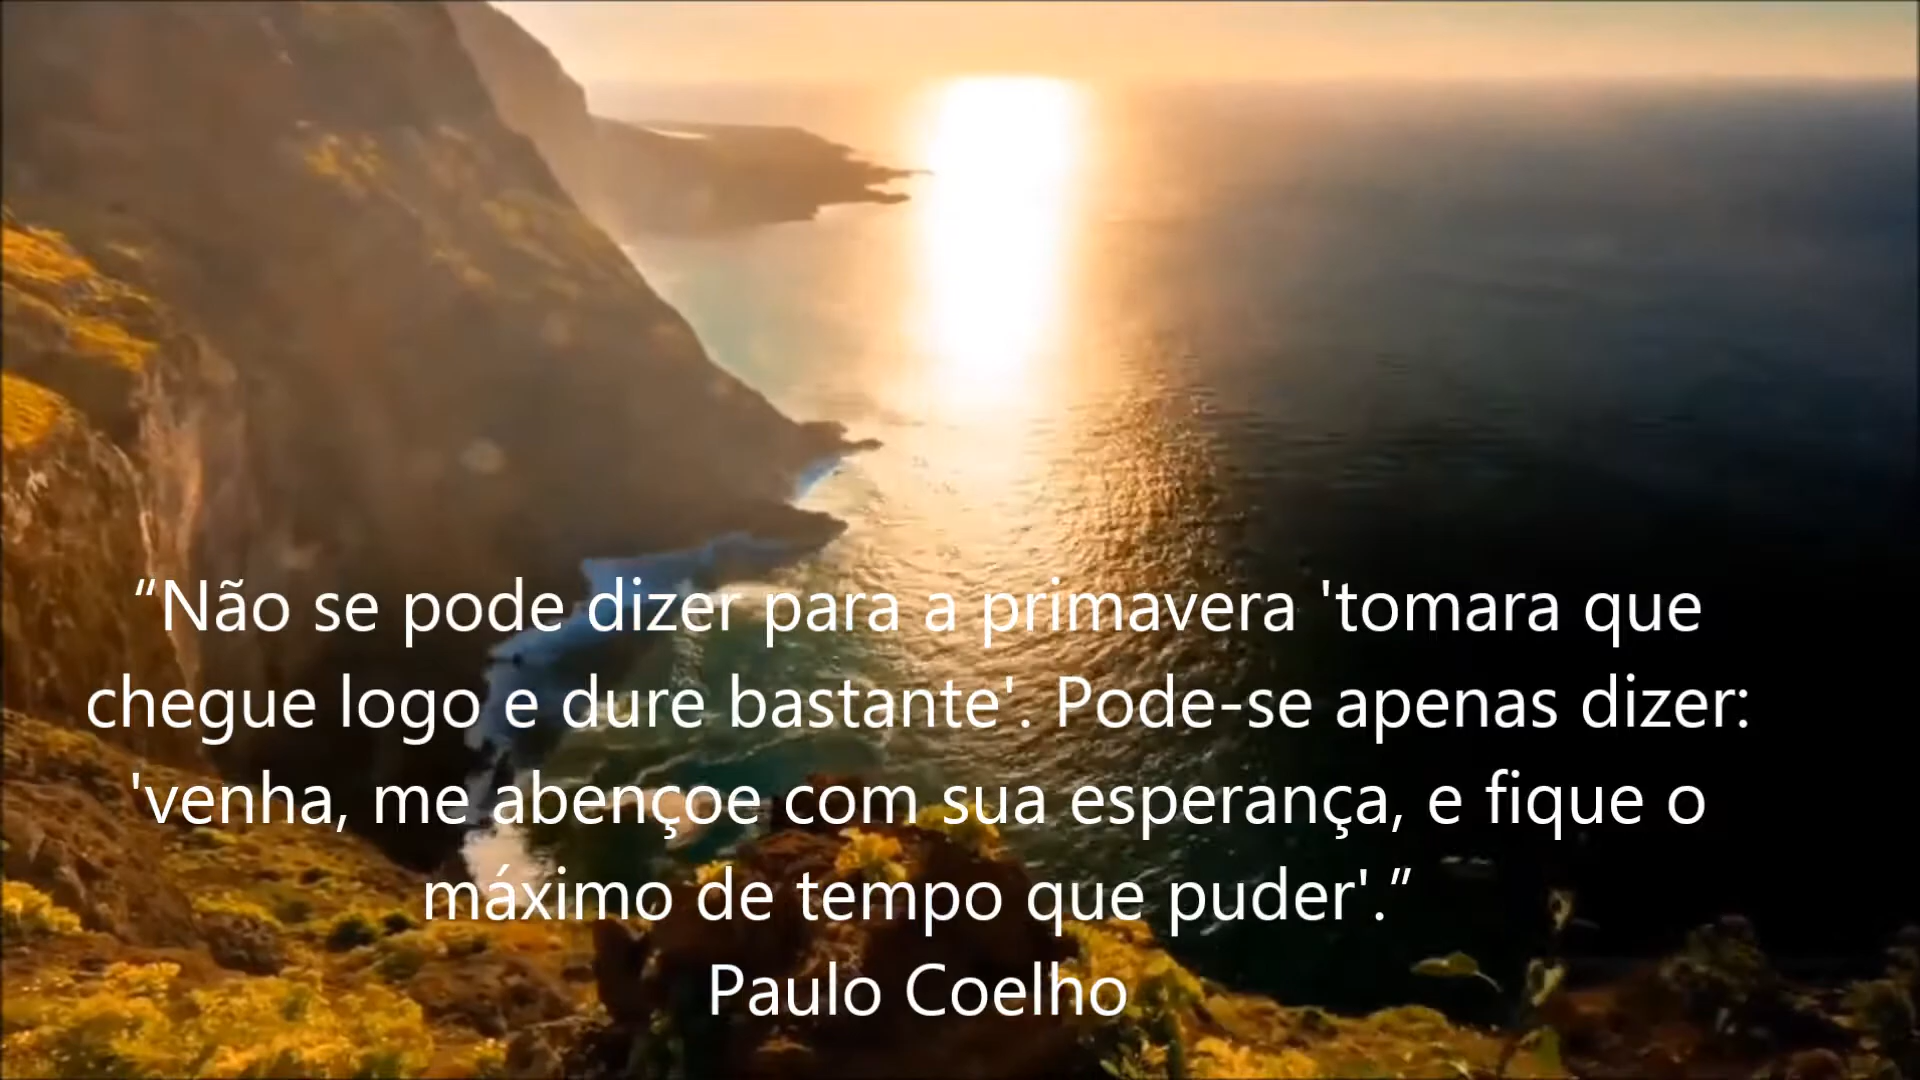 “Não se pode dizer para a primavera 'tomara que
chegue logo e dure bastante'. Pode-se apenas dizer:
'venha, me abençoe com sua esperança, e fique o
máximo de tempo que puder'.”
Paulo Coelho